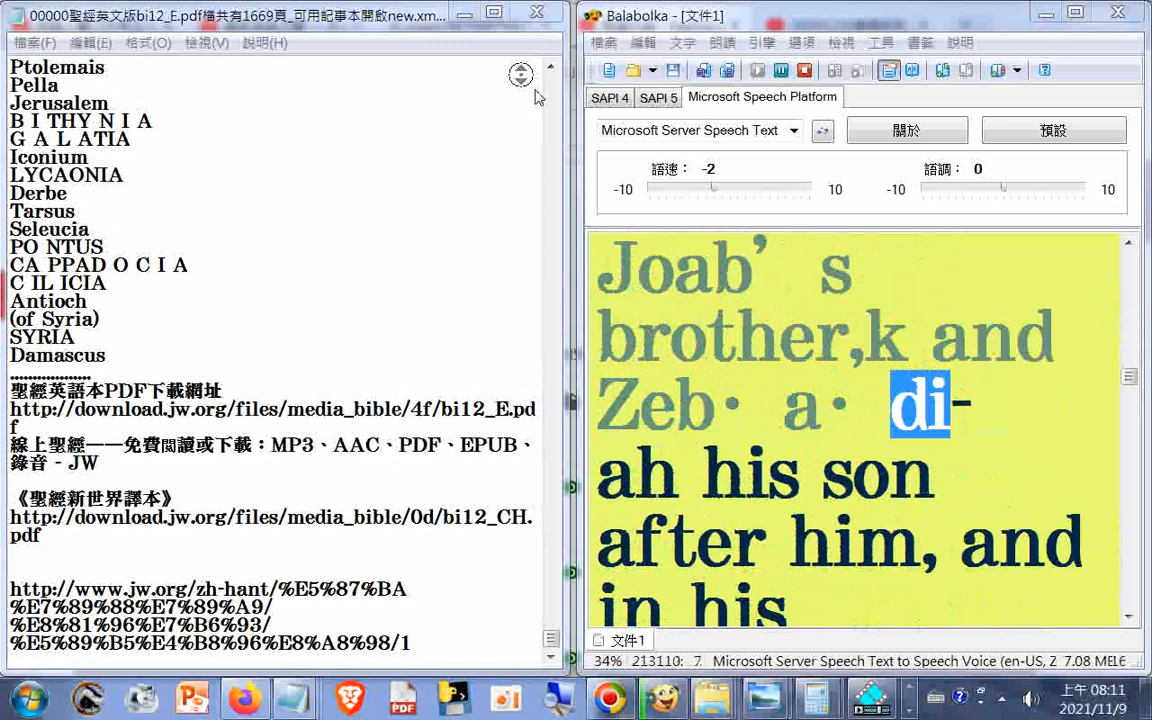 00000聖經英文版bi12_E.pdf檔共有1669頁_可用記事本開啟new.xm...
檔案(F) 編輯(E) 格式(O) 檢視(V) 說明(H)
Ptolemais
Pella
Jerusalem
B I THY N I A
G A L ATIA
Iconium
LYCAONIA
Derbe
Tarsus
Seleucia
PO NTUS
CA PPAD O C I A
C IL ICIA
Antioch
(of Syria)
SYRIA
Damascus
..................
聖經英語本PDF下載網址
http://download.jw.org/files/media_bible/4f/bi12_E.pd
f
線上聖經——免費閱讀或下載：MP3、AAC、PDF、EPUB、
錄音 - JW
《聖經新世界譯本》
http://download.jw.org/files/media_bible/0d/bi12_CH.
pdf
http://www.jw.org/zh-hant/%E5%87%BA
%E7%89%88%E7%89%A9/
%E8%81%96%E7%B6%93/
%E5%89%B5%E4%B8%96%E8%A8%98/1
Balabolka - [文件1]
檔案 編輯 文字 朗讀 引擎 選項 檢視 工具 書籤 說明
SAPI 4 SAPI 5 Microsoft Speech Platform
Microsoft Server Speech Text 關於 預設
語速： -2 語調： 0
-10 10 -10 10
Joab’ s
brother,k and
Zeb· a· di-
ah his son
after him, and
in his
文件1
34% 213110: 7 Microsoft Server Speech Text to Speech Voice (en-US, Z 7.08 МБ
PDF
上午 08:11
2021/11/9